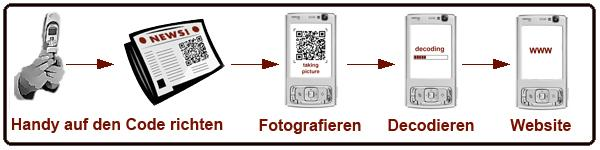 NEWS!
taking
picture
decoding
WWW
Handy auf den Code richten
Fotografieren
Decodieren
Website